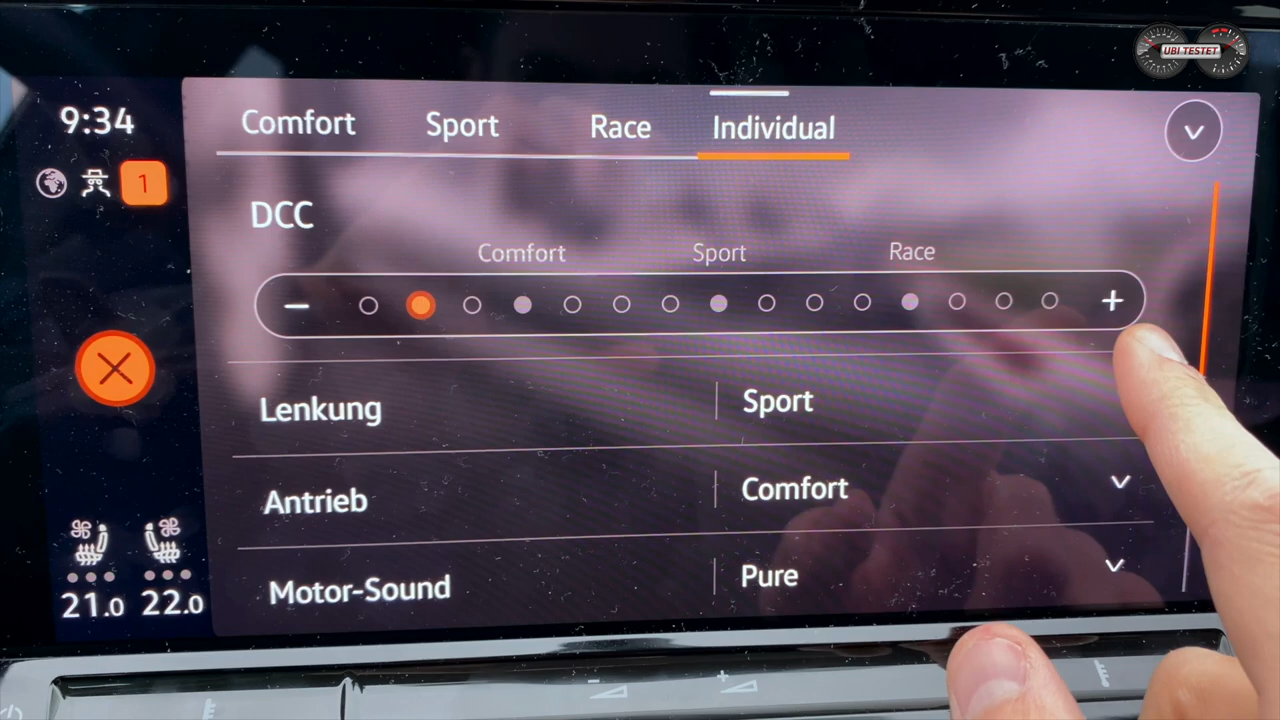 UBI TESTET
9:34
Comfort Sport Race Individual
1
DCC
Comfort Sport Race
− +
Lenkung Sport
Antrieb Comfort
Motor-Sound Pure
21.0 22.0
- +